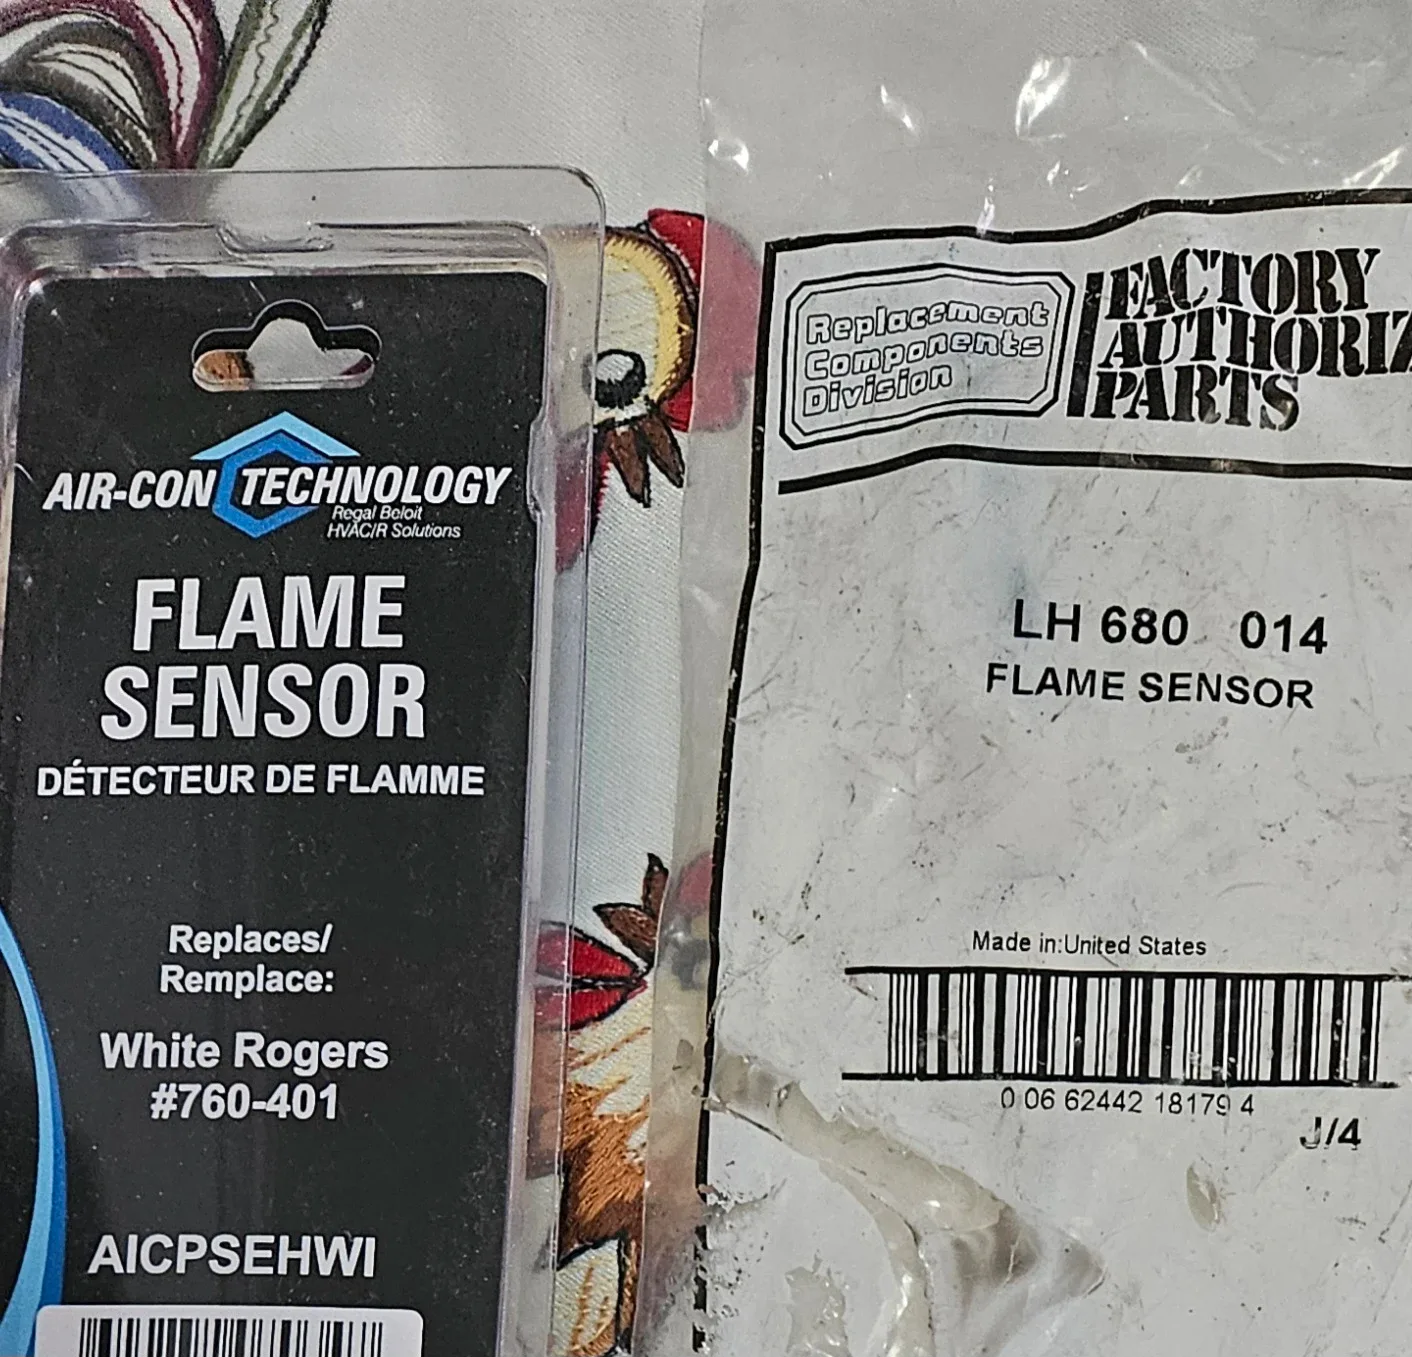 AIR-CON TECHNOLOGY
Regal Beloit
HVAC/R Solutions
FLAME
SENSOR
DÉTECTEUR DE FLAMME
Replaces/
Remplace:
White Rogers
#760-401
AICPSEHWI
Replacement
Components
Division
FACTORY
AUTHORIZ
PARTS
LH 680 014
FLAME SENSOR
Made in:United States
0 06 62442 18179 4
J/4